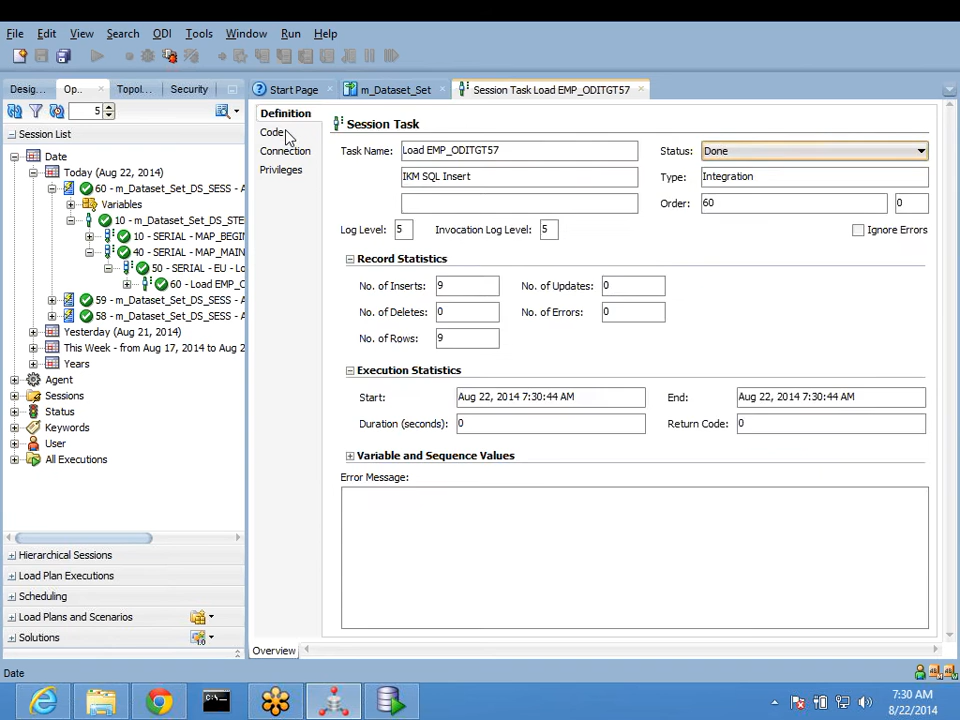 File Edit View Search ODI Tools Window Run Help
Desig... Op... Topol... Security
Start Page m_Dataset_Set Session Task Load EMP_ODITGT57
5
Session List
Date
Today (Aug 22, 2014)
60 - m_Dataset_Set_DS_SESS - A
Variables
10 - m_Dataset_Set_DS_STE
10 - SERIAL - MAP_BEGI
40 - SERIAL - MAP_MAIN
50 - SERIAL - EU - Lo
60 - Load EMP_O
59 - m_Dataset_Set_DS_SESS - A
58 - m_Dataset_Set_DS_SESS - A
Yesterday (Aug 21, 2014)
This Week - from Aug 17, 2014 to Aug 2
Years
Agent
Sessions
Status
Keywords
User
All Executions
Hierarchical Sessions
Load Plan Executions
Scheduling
Load Plans and Scenarios
Solutions
Date
Definition
Code
Connection
Privileges
Session Task
Task Name: Load EMP_ODITGT57 Status: Done
IKM SQL Insert Type: Integration
Order: 60 0
Log Level: 5 Invocation Log Level: 5 Ignore Errors
Record Statistics
No. of Inserts: 9 No. of Updates: 0
No. of Deletes: 0 No. of Errors: 0
No. of Rows: 9
Execution Statistics
Start: Aug 22, 2014 7:30:44 AM End: Aug 22, 2014 7:30:44 AM
Duration (seconds): 0 Return Code: 0
Variable and Sequence Values
Error Message:
Overview
7:30 AM
8/22/2014